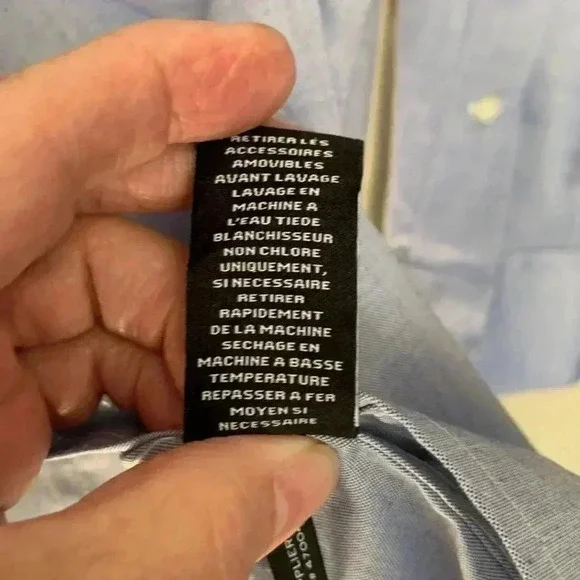 RETIRER LES
ACCESSOIRES
AMOVIBLES
AVANT LAVAGE
LAVAGE EN
MACHINE A
L'EAU TIEDE
BLANCHISSEUR
NON CHLORE
UNIQUEMENT,
SI NECESSAIRE
RETIRER
RAPIDEMENT
DE LA MACHINE
SECHAGE EN
MACHINE A BASSE
TEMPERATURE
REPASSER A FER
MOYEN SI
NECESSAIRE